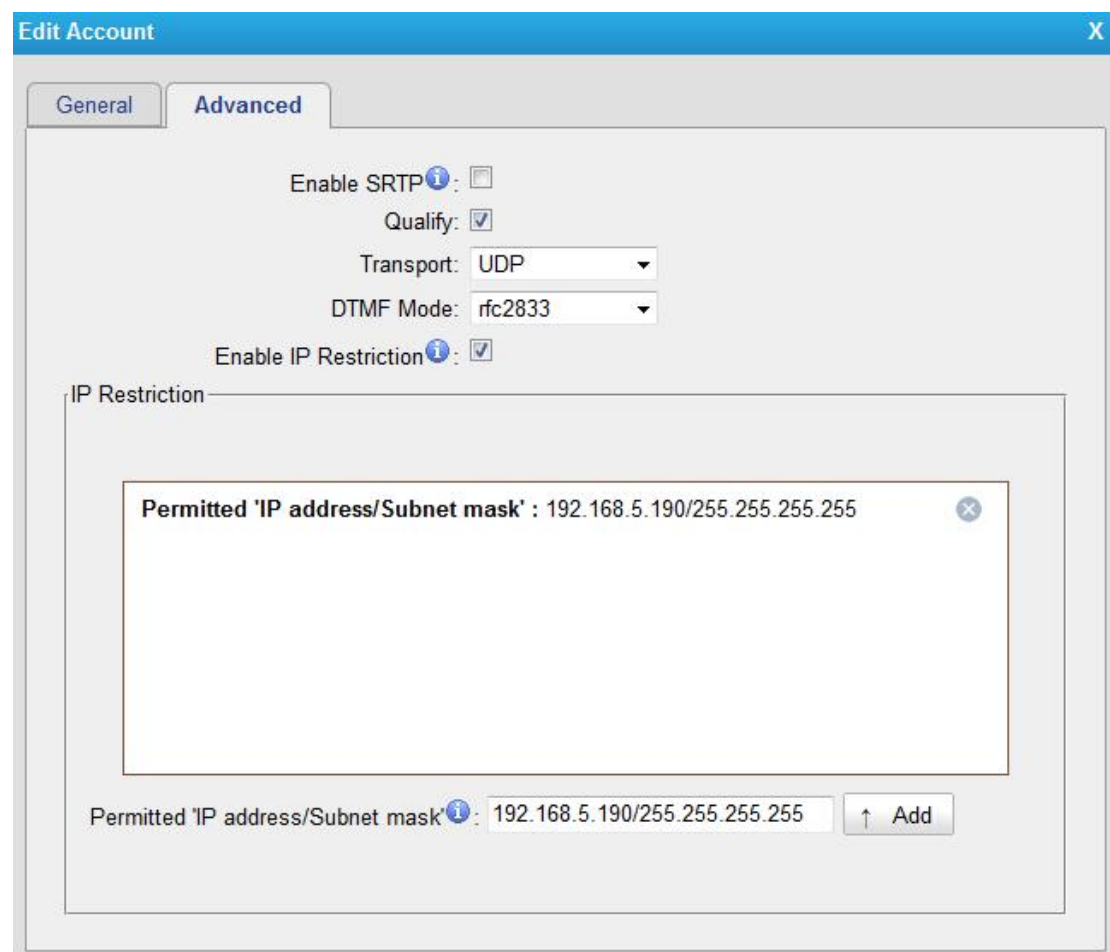 Edit Account X
General Advanced
Enable SRTP i :
Qualify:
Transport: UDP
DTMF Mode: rfc2833
Enable IP Restriction i :
IP Restriction
Permitted 'IP address/Subnet mask' : 192.168.5.190/255.255.255.255
Permitted 'IP address/Subnet mask' i : 192.168.5.190/255.255.255.255 ↑ Add